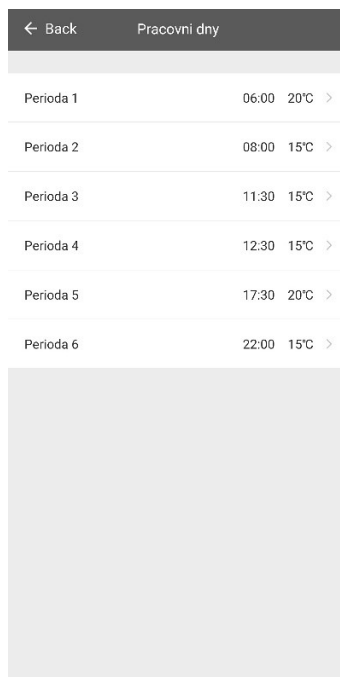 Back Pracovni dny
Perioda 1 06:00 20℃
Perioda 2 08:00 15℃
Perioda 3 11:30 15℃
Perioda 4 12:30 15℃
Perioda 5 17:30 20℃
Perioda 6 22:00 15℃